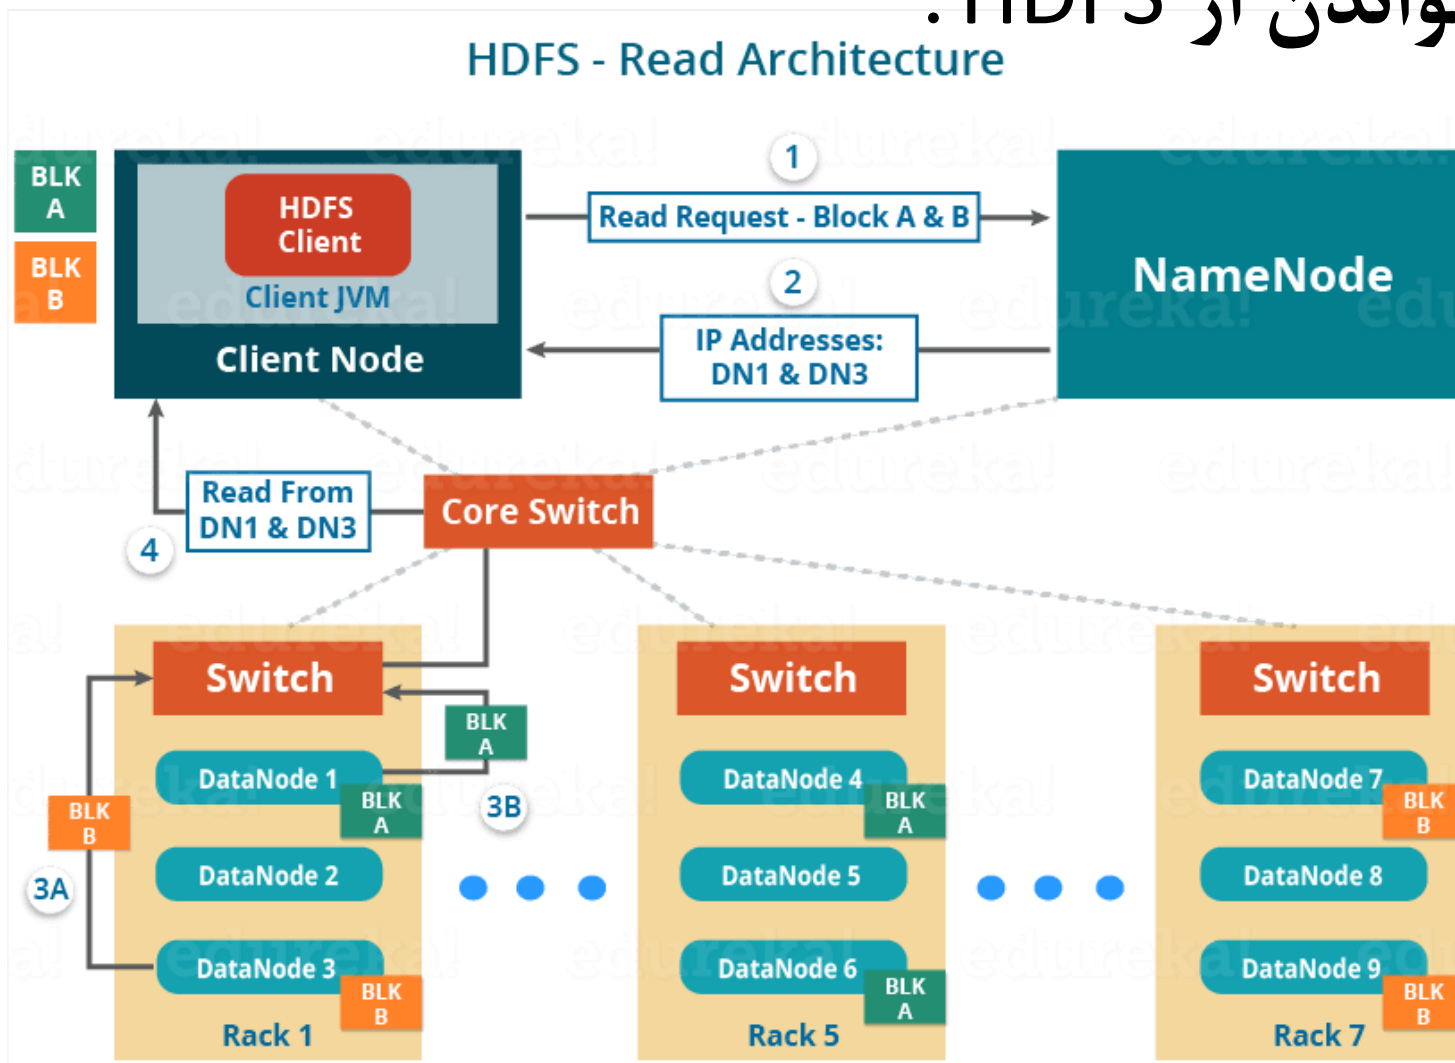 از HDFS :
HDFS - Read Architecture
BLK
A
BLK
B
HDFS
Client
Client JVM
Client Node
1
Read Request - Block A & B
2
IP Addresses:
DN1 & DN3
NameNode
Read From
DN1 & DN3
4
Core Switch
Switch
BLK
A
DataNode 1
BLK
A
3B
BLK
B
3A
DataNode 2
DataNode 3
BLK
B
Rack 1
Switch
DataNode 4
BLK
A
DataNode 5
DataNode 6
BLK
A
Rack 5
Switch
DataNode 7
BLK
B
DataNode 8
DataNode 9
BLK
B
Rack 7
edureka!